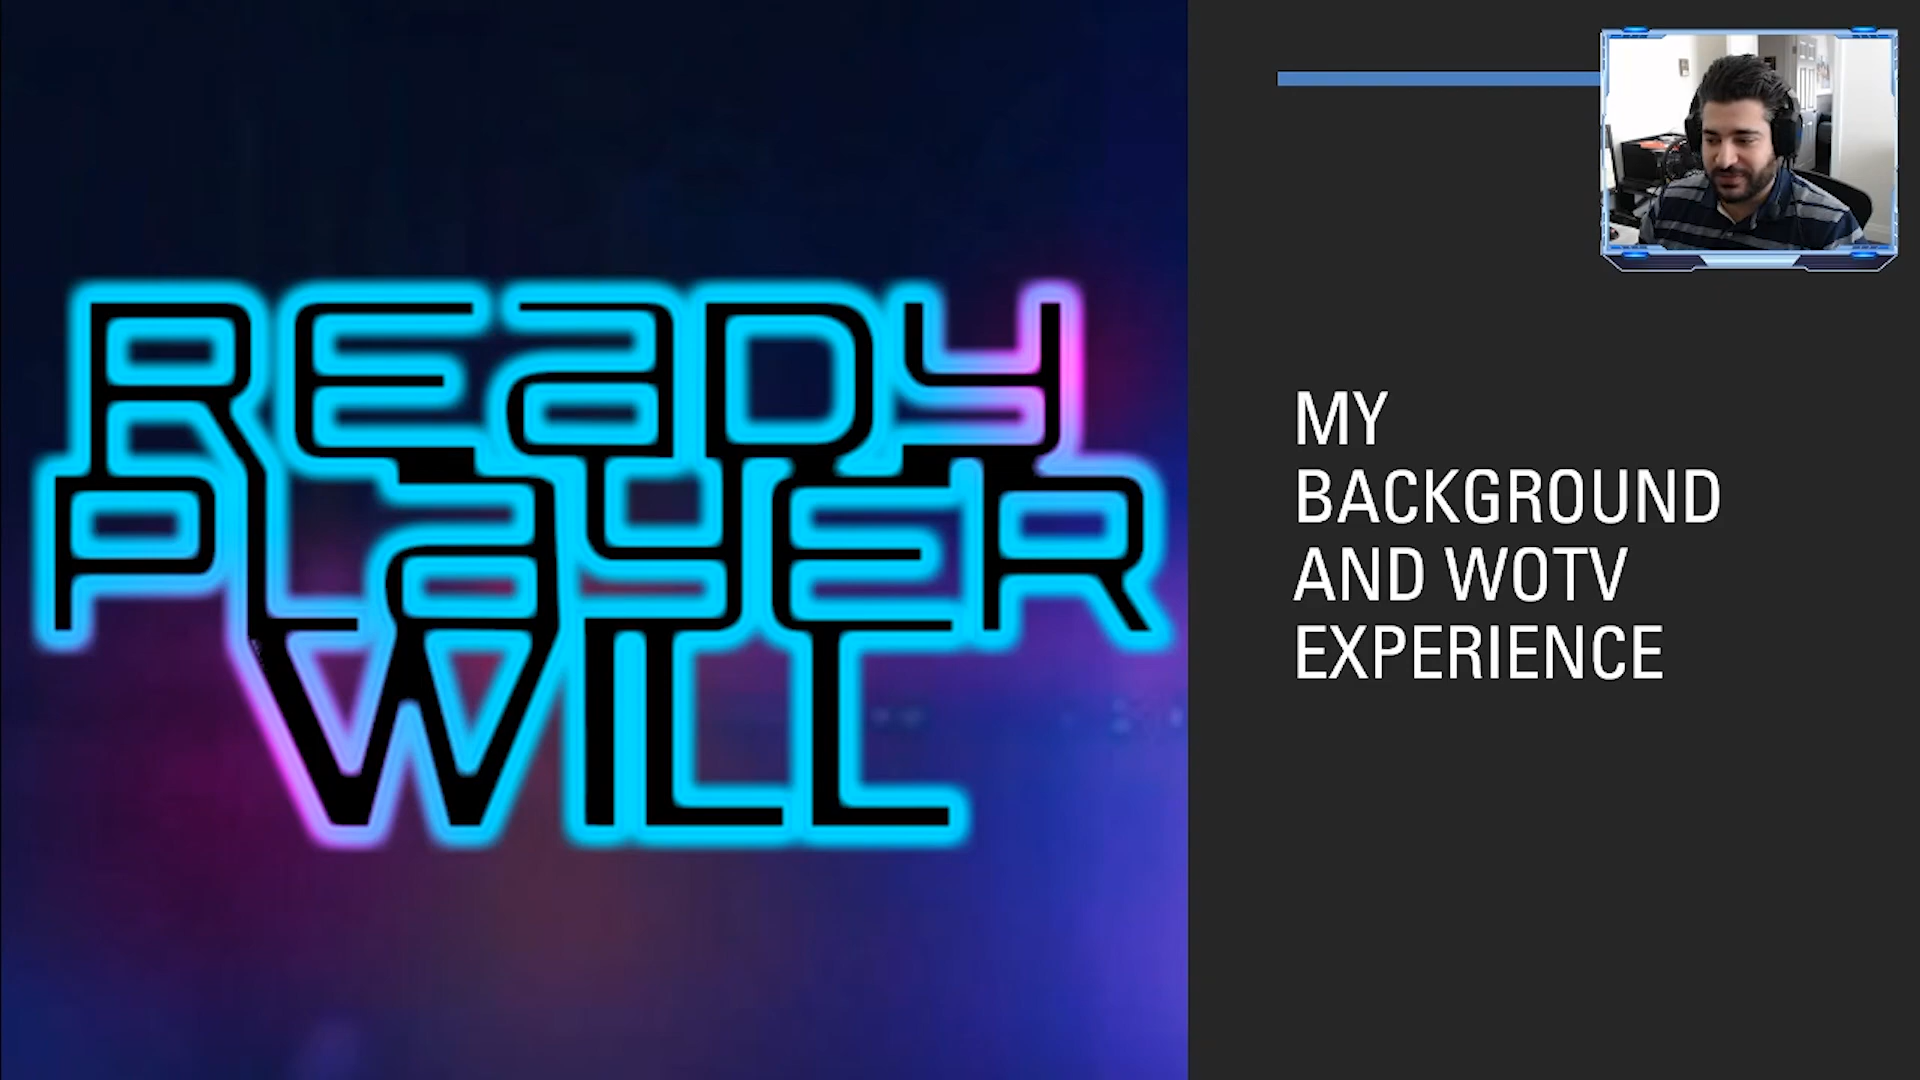 READY
PLAYER
WILL
MY
BACKGROUND
AND WOTV
EXPERIENCE